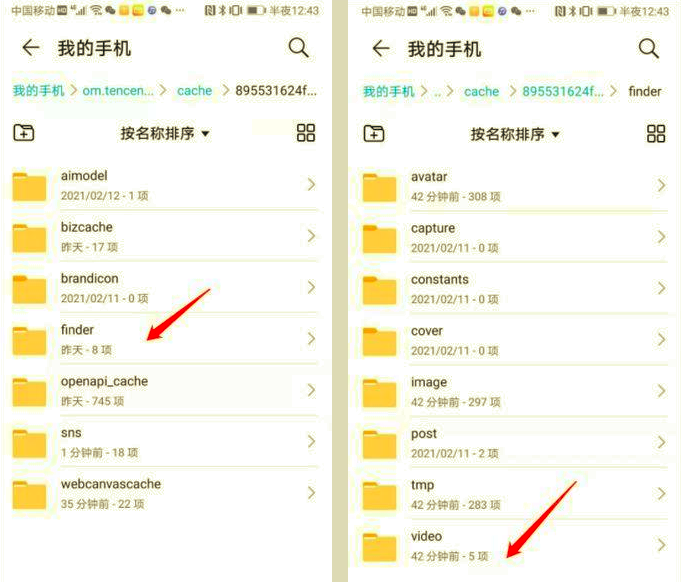 中国移动 HD 4G 半夜12:43
我的手机
我的手机 > om.tencen... > cache > 895531624f...
按名称排序
aimodel
2021/02/12 - 1 项
bizcache
昨天 - 17 项
brandicon
2021/02/11 - 0 项
finder
昨天 - 8 项
openapi_cache
昨天 - 745 项
sns
1 分钟前 - 18 项
webcanvascache
35 分钟前 - 22 项
中国移动 HD 4G 半夜12:43
我的手机
我的手机 > .. > cache > 895531624f... > finder
按名称排序
avatar
42 分钟前 - 308 项
capture
2021/02/11 - 0 项
constants
2021/02/11 - 0 项
cover
2021/02/11 - 0 项
image
42 分钟前 - 297 项
post
2021/02/11 - 2 项
tmp
42 分钟前 - 283 项
video
42 分钟前 - 5 项